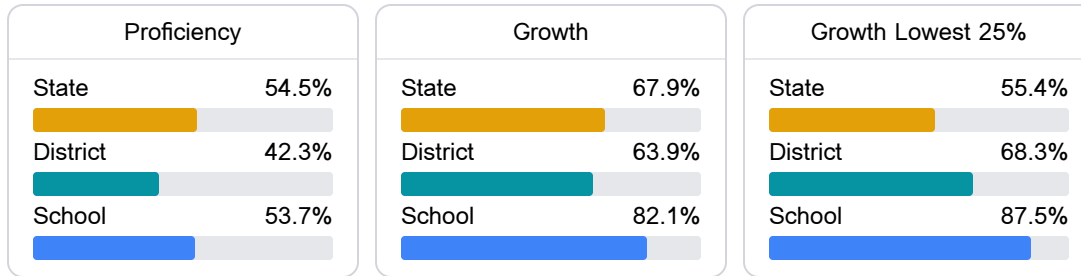 Proficiency
State 54.5%
District 42.3%
School 53.7%
Growth
State 67.9%
District 63.9%
School 82.1%
Growth Lowest 25%
State 55.4%
District 68.3%
School 87.5%